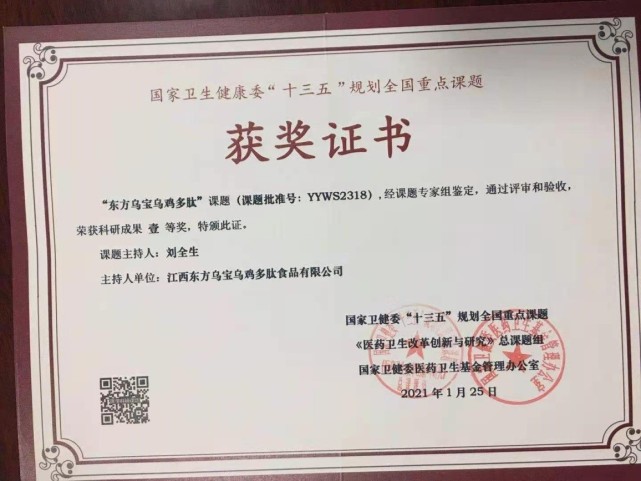 国家卫生健康委“十三五”规划全国重点课题
获奖证书
“东方乌宝乌鸡多肽”课题（课题批准号：YYWS2318）,经课题专家组鉴定，通过评审和验收，
荣获科研成果 壹 等奖，特颁此证。
课题主持人：刘全生
主持人单位：江西东方乌宝乌鸡多肽食品有限公司
国家卫健委“十三五”规划全国重点课题
《医药卫生改革创新与研究》总课题组
国家卫健委医药卫生基金管理办公室
2021年1月25日